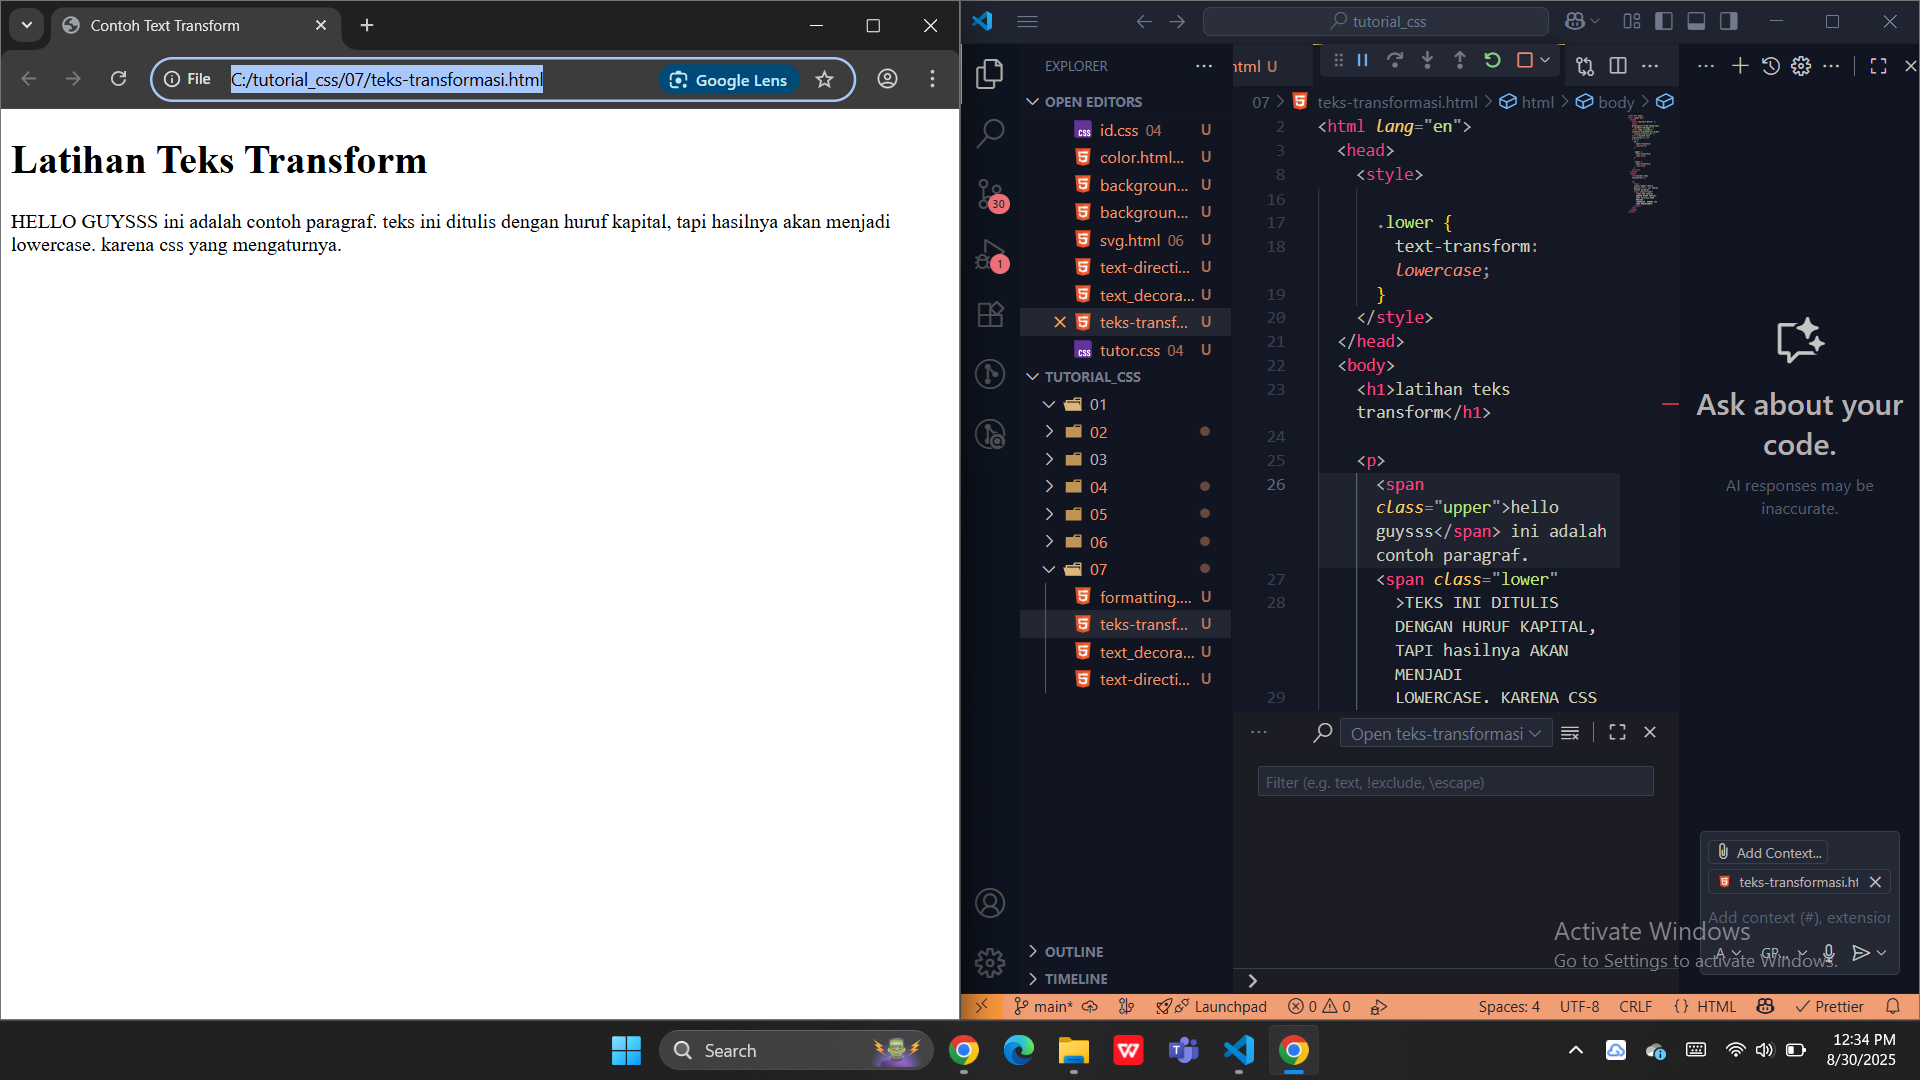 Contoh Text Transform
File
C:/tutorial_css/07/teks-transformasi.html
Google Lens
Latihan Teks Transform
HELLO GUYSSS ini adalah contoh paragraf. teks ini ditulis dengan huruf kapital, tapi hasilnya akan menjadi
lowercase. karena css yang mengaturnya.
tutorial_css
30
1
EXPLORER
OPEN EDITORS
id.css 04 U
color.html... U
backgroun... U
backgroun... U
svg.html 06 U
text-directi... U
text_decora... U
teks-transf... U
tutor.css 04 U
TUTORIAL_CSS
01
02
03
04
05
06
07
formatting.... U
teks-transf... U
text_decora... U
text-directi... U
OUTLINE
TIMELINE
html U
07 > teks-transformasi.html > html > body >
2 <html lang="en">
3 <head>
8 <style>
16
17 .lower {
18 text-transform:
lowercase;
19 }
20 </style>
21 </head>
22 <body>
23 <h1>latihan teks
transform</h1>
24
25 <p>
26 <span
class="upper">hello
guysss</span> ini adalah
contoh paragraf.
27 <span class="lower"
28 >TEKS INI DITULIS
DENGAN HURUF KAPITAL,
TAPI hasilnya AKAN
MENJADI
29 LOWERCASE. KARENA CSS
Open teks-transformasi
Filter (e.g. text, !exclude, \escape)
Ask about your
code.
AI responses may be
inaccurate.
Add Context...
teks-transformasi.ht
Add context (#), extension
A
GP...
Activate Windows
Go to Settings to activate Windows.
main*
Launchpad
0
0
Spaces: 4
UTF-8
CRLF
{ } HTML
Prettier
Search
12:34 PM
8/30/2025